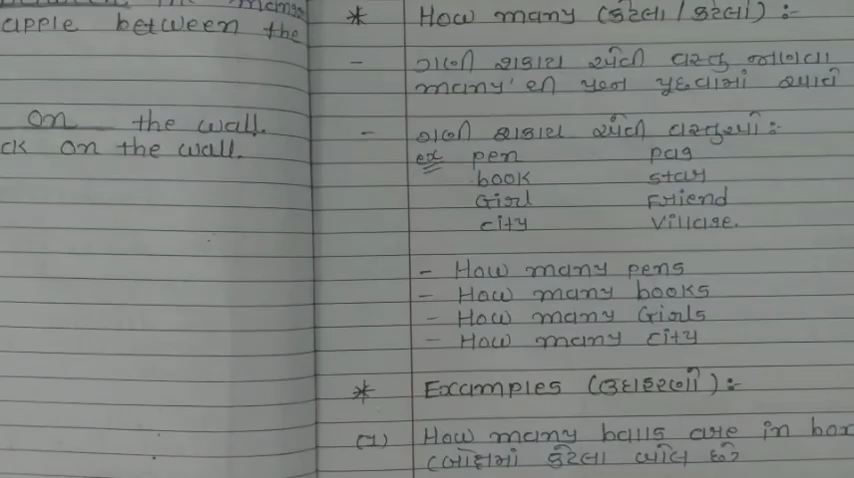 apple between the
on the wall.
ck on the wall.
* How many (કેટલા / કેટલી) :-
- ગણી શકાય એવી વસ્તુ જાણવા
many' થી પ્રશ્ન પૂછવામાં આવે
- ગણી શકાય એવી વસ્તુઓ :-
ex pen pag
book star
Girl Friend
city Village.
- How many pens
- How many books
- How many Girls
- How many city
* Examples (ઉદાહરણો) :-
(૧) How many balls are in box
(બોક્ષમાં કેટલા બોલ છે?